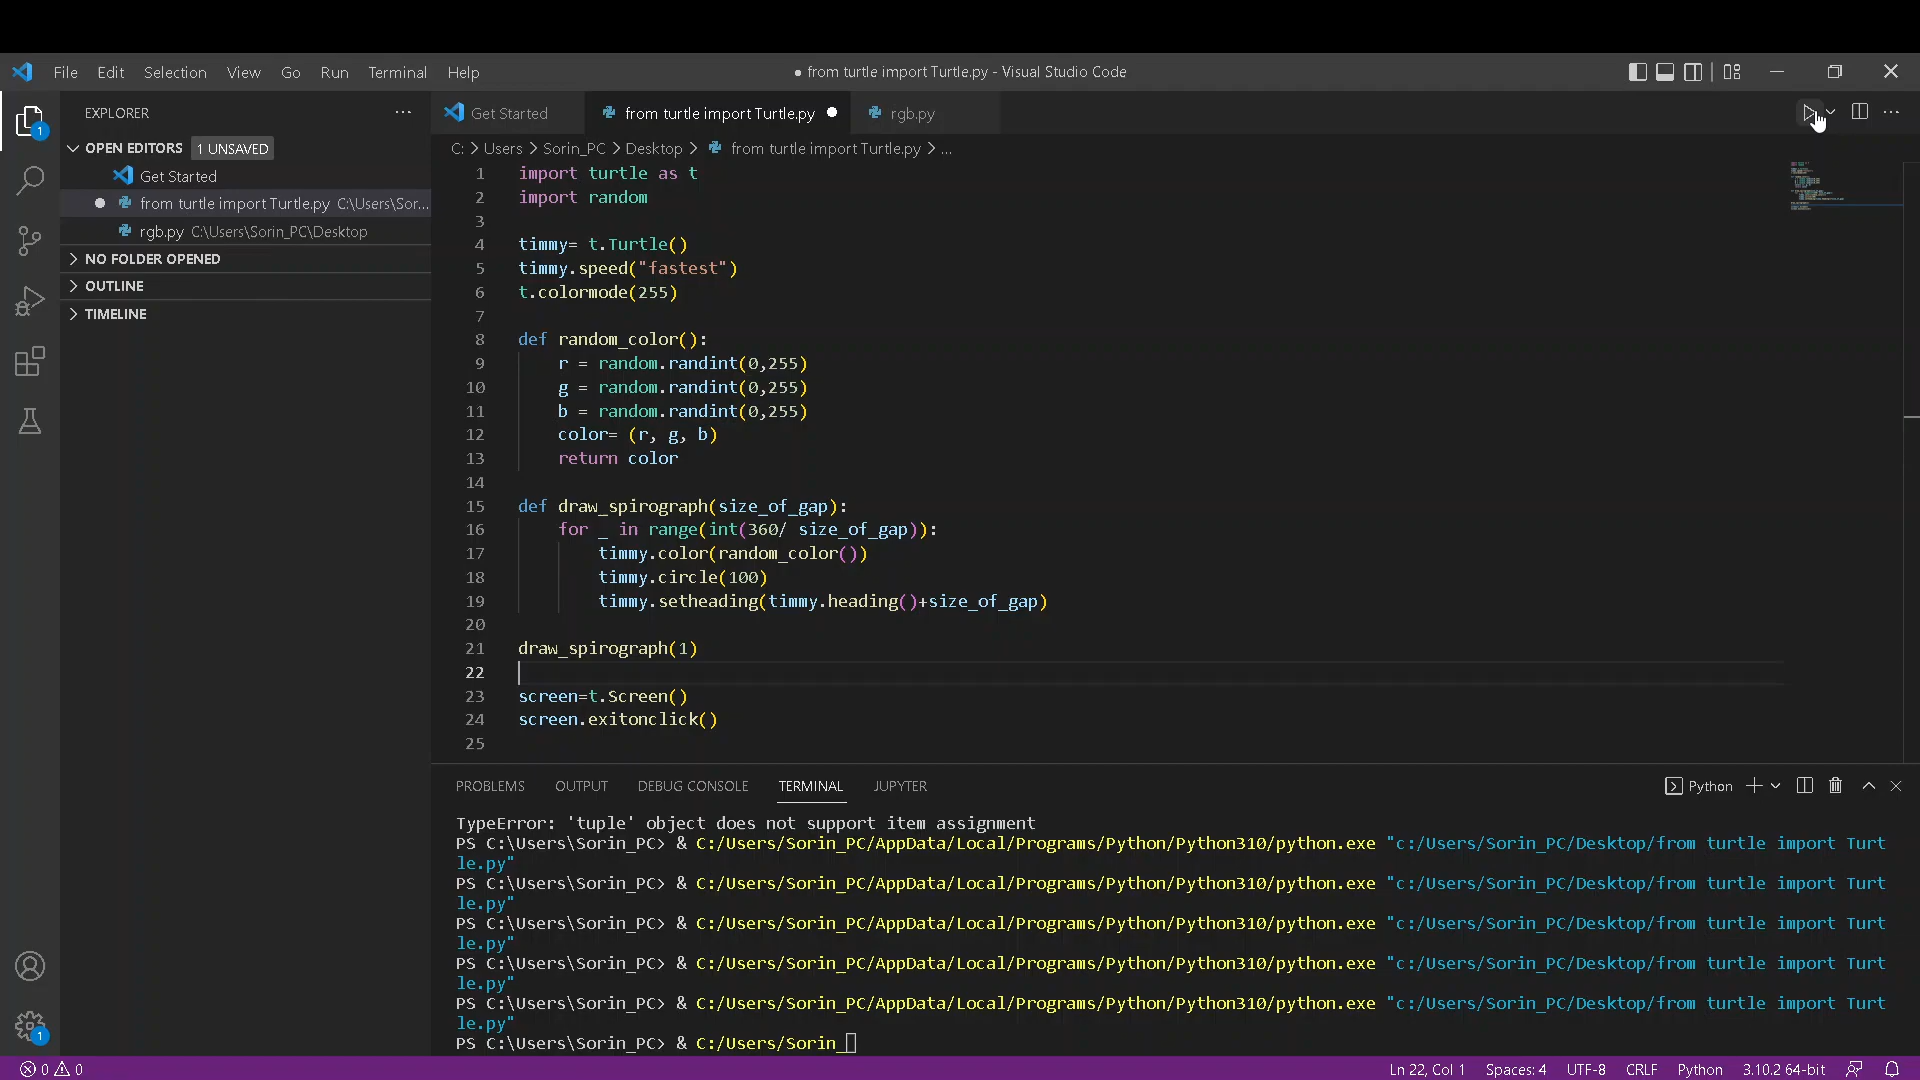 File Edit Selection View Go Run Terminal Help
● from turtle import Turtle.py - Visual Studio Code
EXPLORER
Get Started
from turtle import Turtle.py
rgb.py
OPEN EDITORS 1 UNSAVED
Get Started
from turtle import Turtle.py C:\Users\Sor...
rgb.py C:\Users\Sorin_PC\Desktop
NO FOLDER OPENED
OUTLINE
TIMELINE
1
1
C: > Users > Sorin_PC > Desktop > from turtle import Turtle.py > ...
1 import turtle as t
2 import random
3
4 timmy= t.Turtle()
5 timmy.speed("fastest")
6 t.colormode(255)
7
8 def random_color():
9 r = random.randint(0,255)
10 g = random.randint(0,255)
11 b = random.randint(0,255)
12 color= (r, g, b)
13 return color
14
15 def draw_spirograph(size_of_gap):
16 for _ in range(int(360/ size_of_gap)):
17 timmy.color(random_color())
18 timmy.circle(100)
19 timmy.setheading(timmy.heading()+size_of_gap)
20
21 draw_spirograph(1)
22
23 screen=t.Screen()
24 screen.exitonclick()
25
PROBLEMS OUTPUT DEBUG CONSOLE TERMINAL JUPYTER
Python
TypeError: 'tuple' object does not support item assignment
PS C:\Users\Sorin_PC> & C:/Users/Sorin_PC/AppData/Local/Programs/Python/Python310/python.exe "c:/Users/Sorin_PC/Desktop/from turtle import Turt
le.py"
PS C:\Users\Sorin_PC> & C:/Users/Sorin_PC/AppData/Local/Programs/Python/Python310/python.exe "c:/Users/Sorin_PC/Desktop/from turtle import Turt
le.py"
PS C:\Users\Sorin_PC> & C:/Users/Sorin_PC/AppData/Local/Programs/Python/Python310/python.exe "c:/Users/Sorin_PC/Desktop/from turtle import Turt
le.py"
PS C:\Users\Sorin_PC> & C:/Users/Sorin_PC/AppData/Local/Programs/Python/Python310/python.exe "c:/Users/Sorin_PC/Desktop/from turtle import Turt
le.py"
PS C:\Users\Sorin_PC> & C:/Users/Sorin_PC/AppData/Local/Programs/Python/Python310/python.exe "c:/Users/Sorin_PC/Desktop/from turtle import Turt
le.py"
PS C:\Users\Sorin_PC> & C:/Users/Sorin_
0 0
Ln 22, Col 1 Spaces: 4 UTF-8 CRLF Python 3.10.2 64-bit